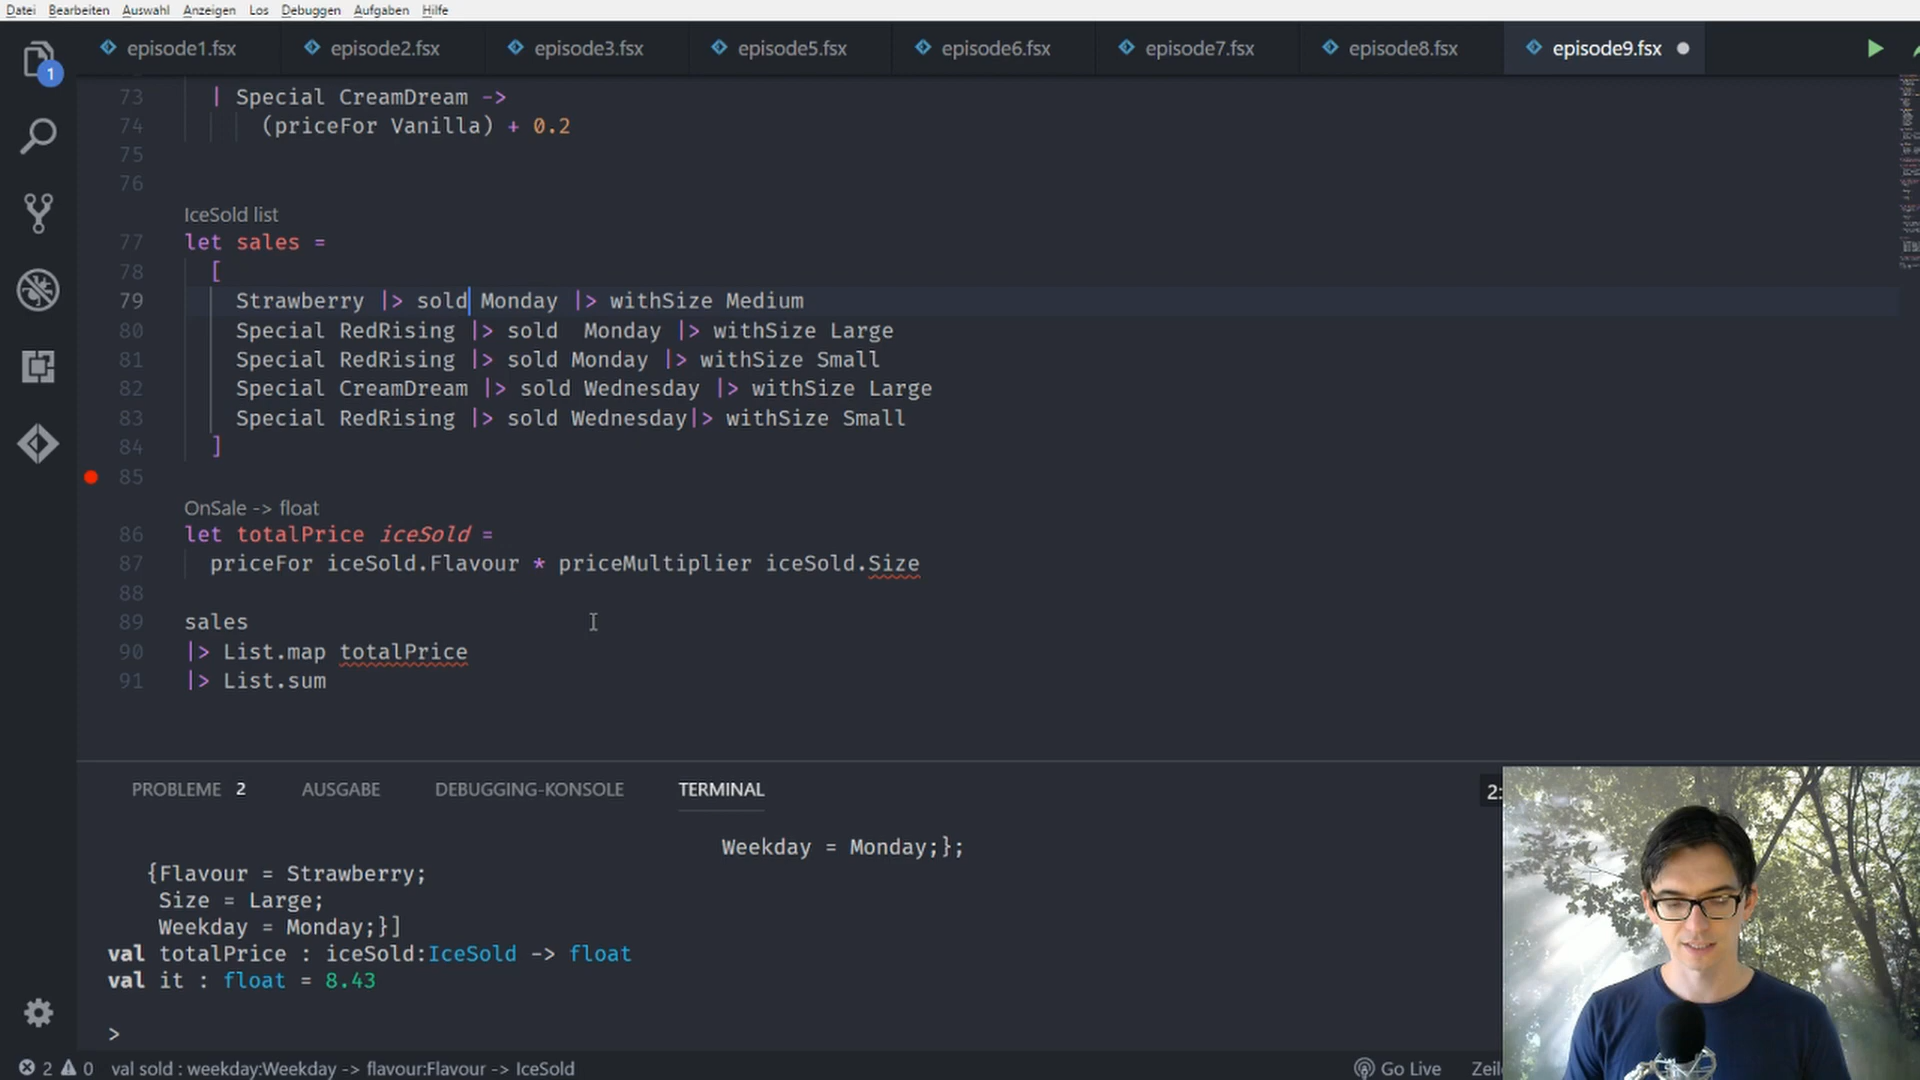 Datei Bearbeiten Auswahl Anzeigen Los Debuggen Aufgaben Hilfe
episode1.fsx episode2.fsx episode3.fsx episode5.fsx episode6.fsx episode7.fsx episode8.fsx episode9.fsx
1
73 | Special CreamDream ->
74 (priceFor Vanilla) + 0.2
75
76
IceSold list
77 let sales =
78 [
79 Strawberry |> sold Monday |> withSize Medium
80 Special RedRising |> sold  Monday |> withSize Large
81 Special RedRising |> sold Monday |> withSize Small
82 Special CreamDream |> sold Wednesday |> withSize Large
83 Special RedRising |> sold Wednesday|> withSize Small
84 ]
85
OnSale -> float
86 let totalPrice iceSold =
87 priceFor iceSold.Flavour * priceMultiplier iceSold.Size
88
89 sales
90 |> List.map totalPrice
91 |> List.sum
PROBLEME 2 AUSGABE DEBUGGING-KONSOLE TERMINAL 2:
Weekday = Monday;};
{Flavour = Strawberry;
Size = Large;
Weekday = Monday;}]
val totalPrice : iceSold:IceSold -> float
val it : float = 8.43
>
2 0 val sold : weekday:Weekday -> flavour:Flavour -> IceSold Go Live Zeil